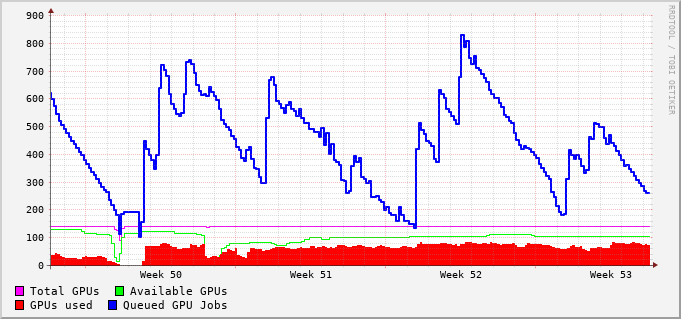 900
800
700
600
500
400
300
200
100
0
Week 50 Week 51 Week 52 Week 53
Total GPUs Available GPUs
GPUs used Queued GPU Jobs
RRDTOOL / TOBI OETIKER